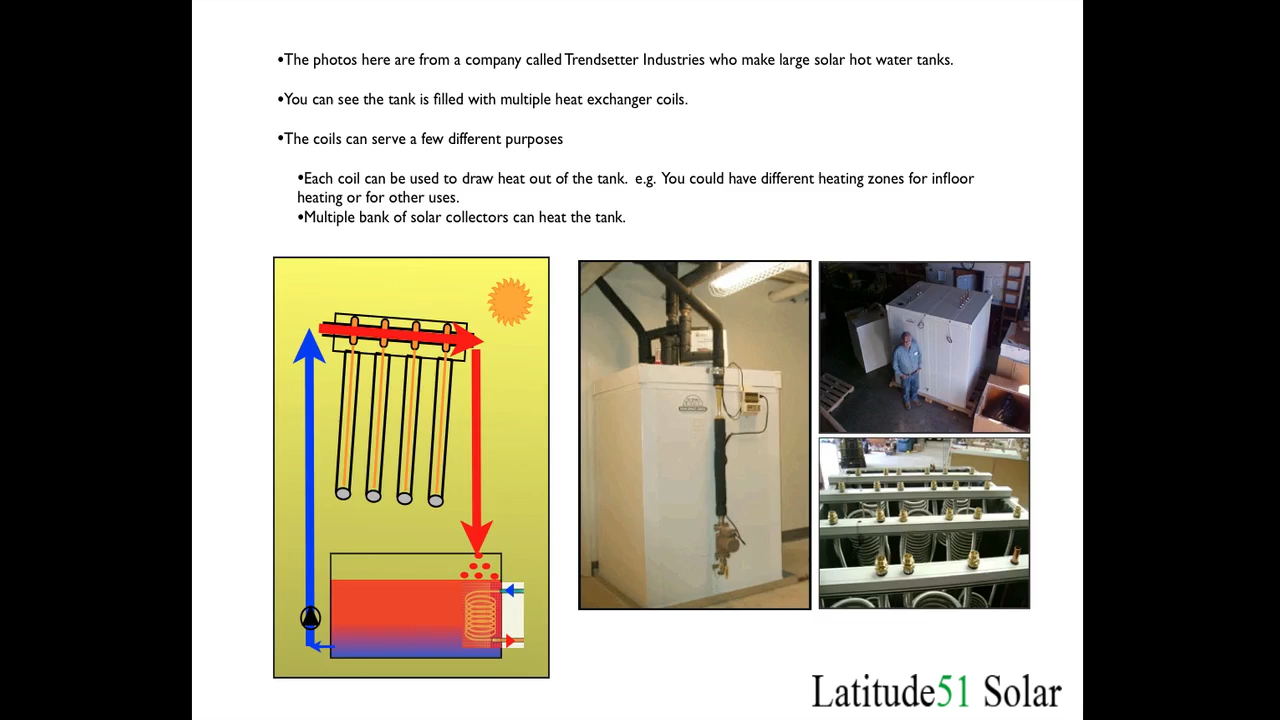 •The photos here are from a company called Trendsetter Industries who make large solar hot water tanks.
•You can see the tank is filled with multiple heat exchanger coils.
•The coils can serve a few different purposes
•Each coil can be used to draw heat out of the tank.  e.g. You could have different heating zones for infloor
heating or for other uses.
•Multiple bank of solar collectors can heat the tank.
Latitude51 Solar